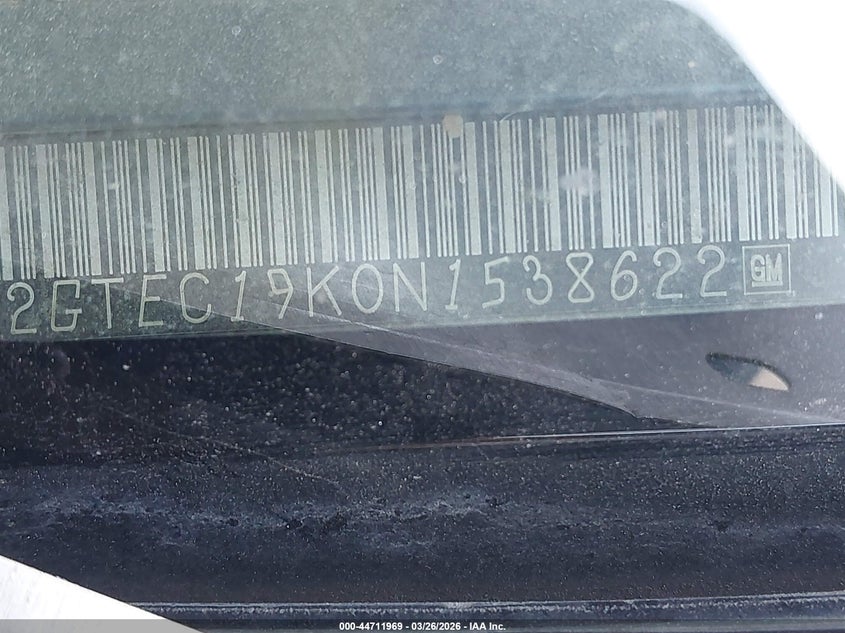 2GTEC19K0N1538622 GM
000-44711969 - 03/26/2026 - IAA Inc.